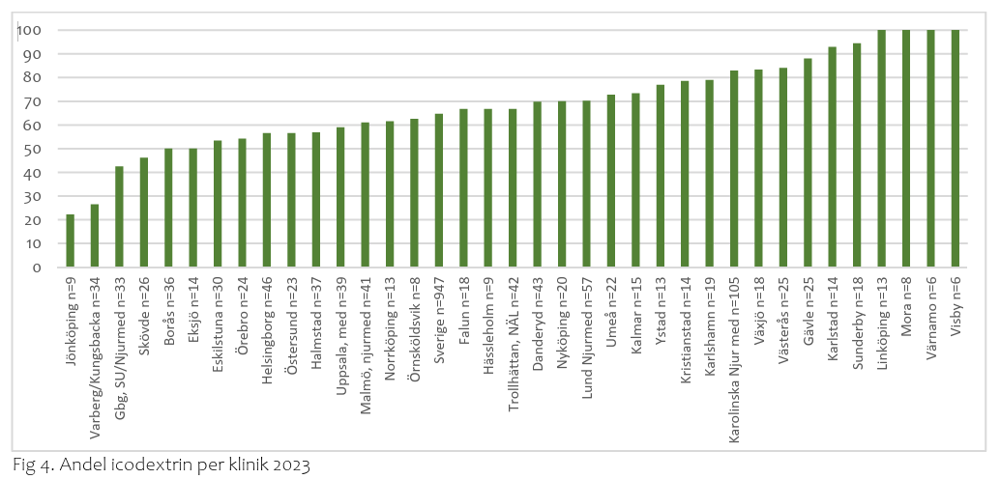 100
90
80
70
60
50
40
30
20
10
0
Jönköping n=9
Varberg/Kungsbacka n=34
Gbg, SU/Njurmed n=33
Skövde n=26
Borås n=36
Eksjö n=14
Eskilstuna n=30
Örebro n=24
Helsingborg n=46
Östersund n=23
Halmstad n=37
Uppsala, med n=39
Malmö, njurmed n=41
Norrköping n=13
Örnsköldsvik n=8
Sverige n=947
Falun n=18
Hässleholm n=9
Trollhättan, NÄL n=42
Danderyd n=43
Nyköping n=20
Lund Njurmed n=57
Umeå n=22
Kalmar n=15
Ystad n=13
Kristianstad n=14
Karlshamn n=19
Karolinska Njur med n=105
Växjö n=18
Västerås n=25
Gävle n=25
Karlstad n=14
Sunderby n=18
Linköping n=13
Mora n=8
Värnamo n=6
Visby n=6
Fig 4. Andel icodextrin per klinik 2023